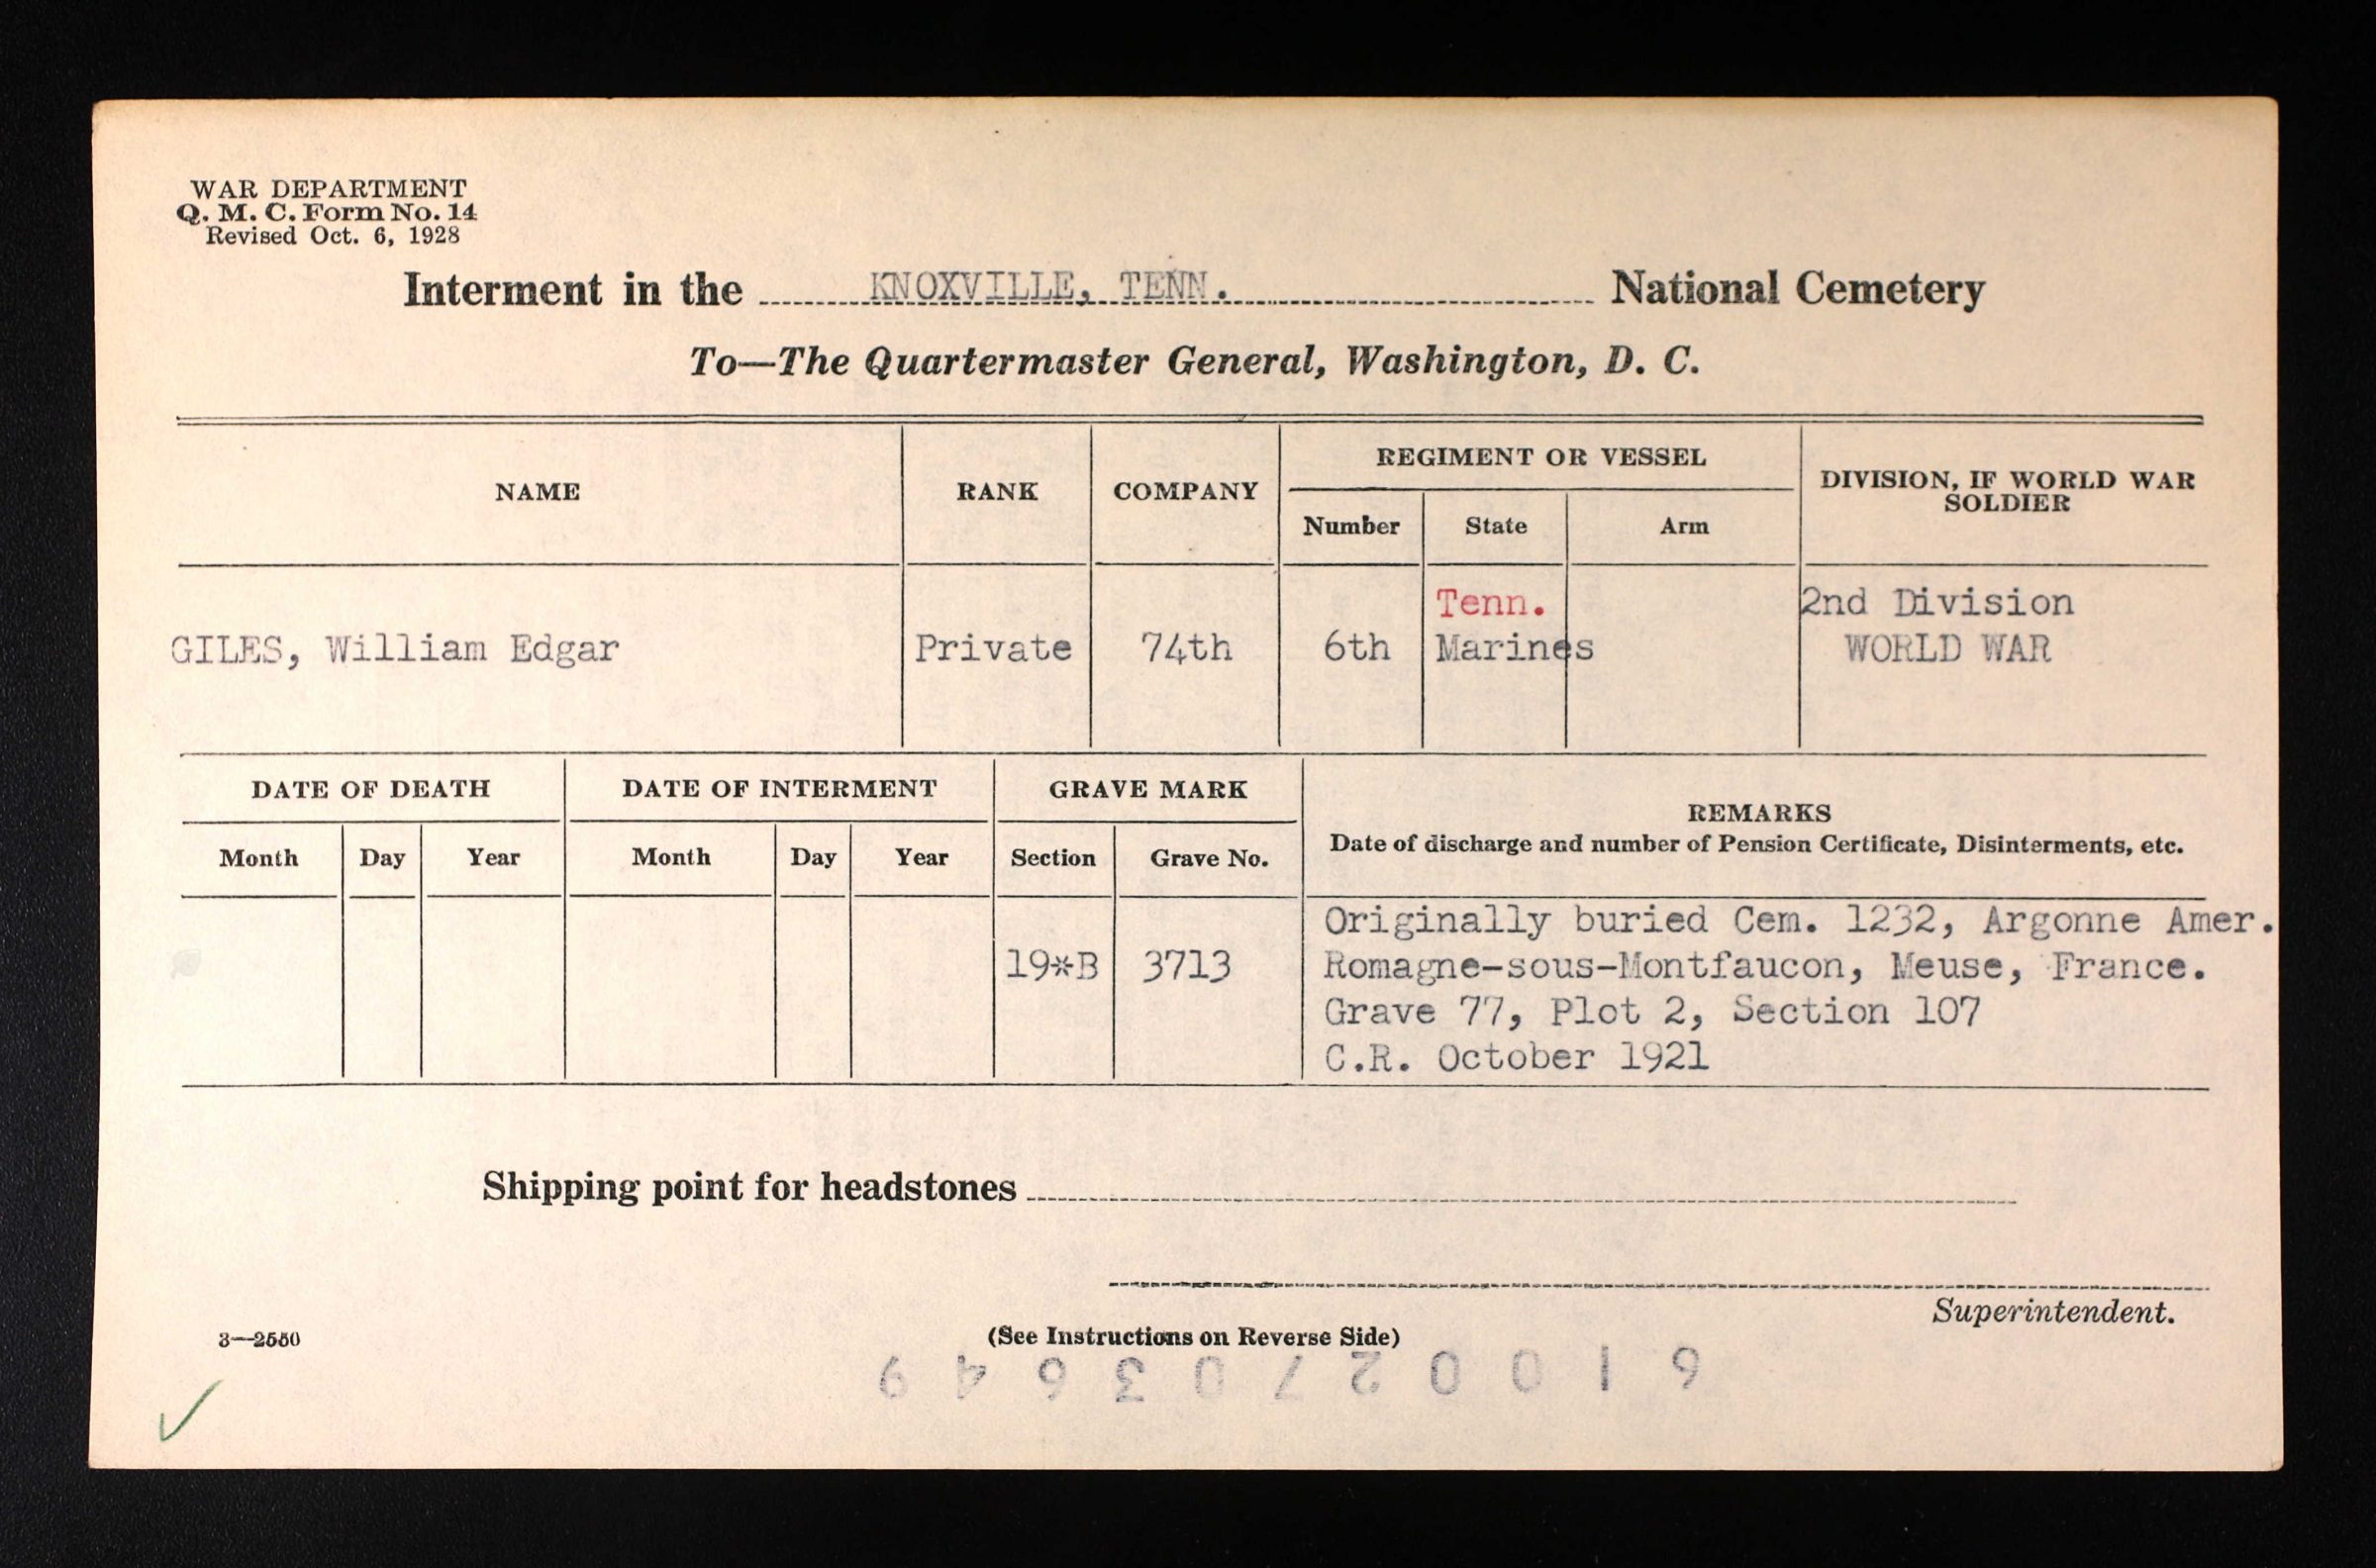 WAR DEPARTMENT
Q. M. C. Form No. 14
Revised Oct. 6, 1928
Interment in the KNOXVILLE, TENN. National Cemetery
To—The Quartermaster General, Washington, D. C.
NAME RANK COMPANY REGIMENT OR VESSEL DIVISION, IF WORLD WAR SOLDIER
Number State Arm
Tenn. 2nd Division
GILES, William Edgar Private 74th 6th Marines WORLD WAR
DATE OF DEATH DATE OF INTERMENT GRAVE MARK REMARKS
Month Day Year Month Day Year Section Grave No. Date of discharge and number of Pension Certificate, Disinterments, etc.
Originally buried Cem. 1232, Argonne Amer.
19*B 3713 Romagne-sous-Montfaucon, Meuse, France.
Grave 77, Plot 2, Section 107
C.R. October 1921
Shipping point for headstones
Superintendent.
3—2550 (See Instructions on Reverse Side)